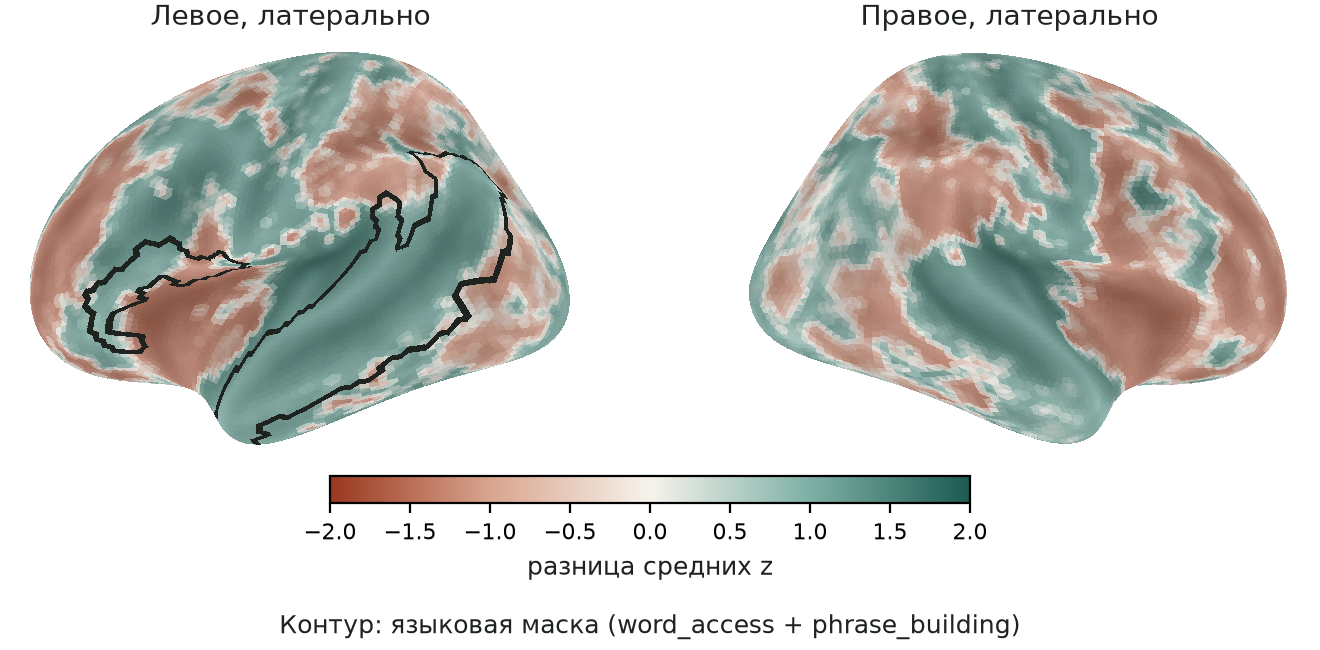 Левое, латерально
Правое, латерально
−2.0 −1.5 −1.0 −0.5 0.0 0.5 1.0 1.5 2.0
разница средних z
Контур: языковая маска (word_access + phrase_building)